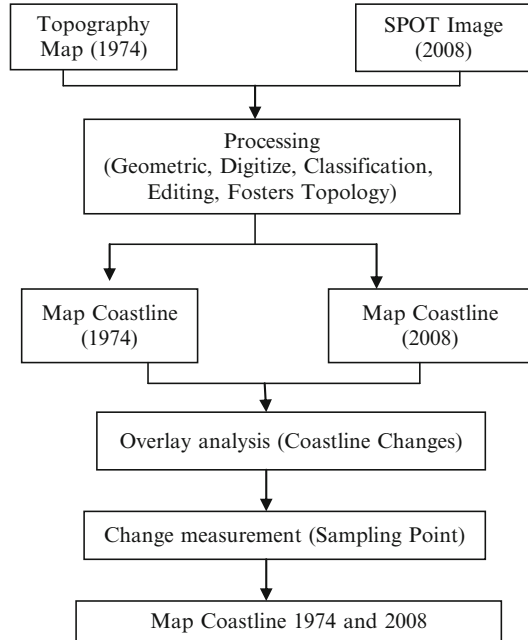 Topography
Map (1974)
SPOT Image
(2008)
Processing
(Geometric, Digitize, Classification,
Editing, Fosters Topology)
Map Coastline
(1974)
Map Coastline
(2008)
Overlay analysis (Coastline Changes)
Change measurement (Sampling Point)
Map Coastline 1974 and 2008